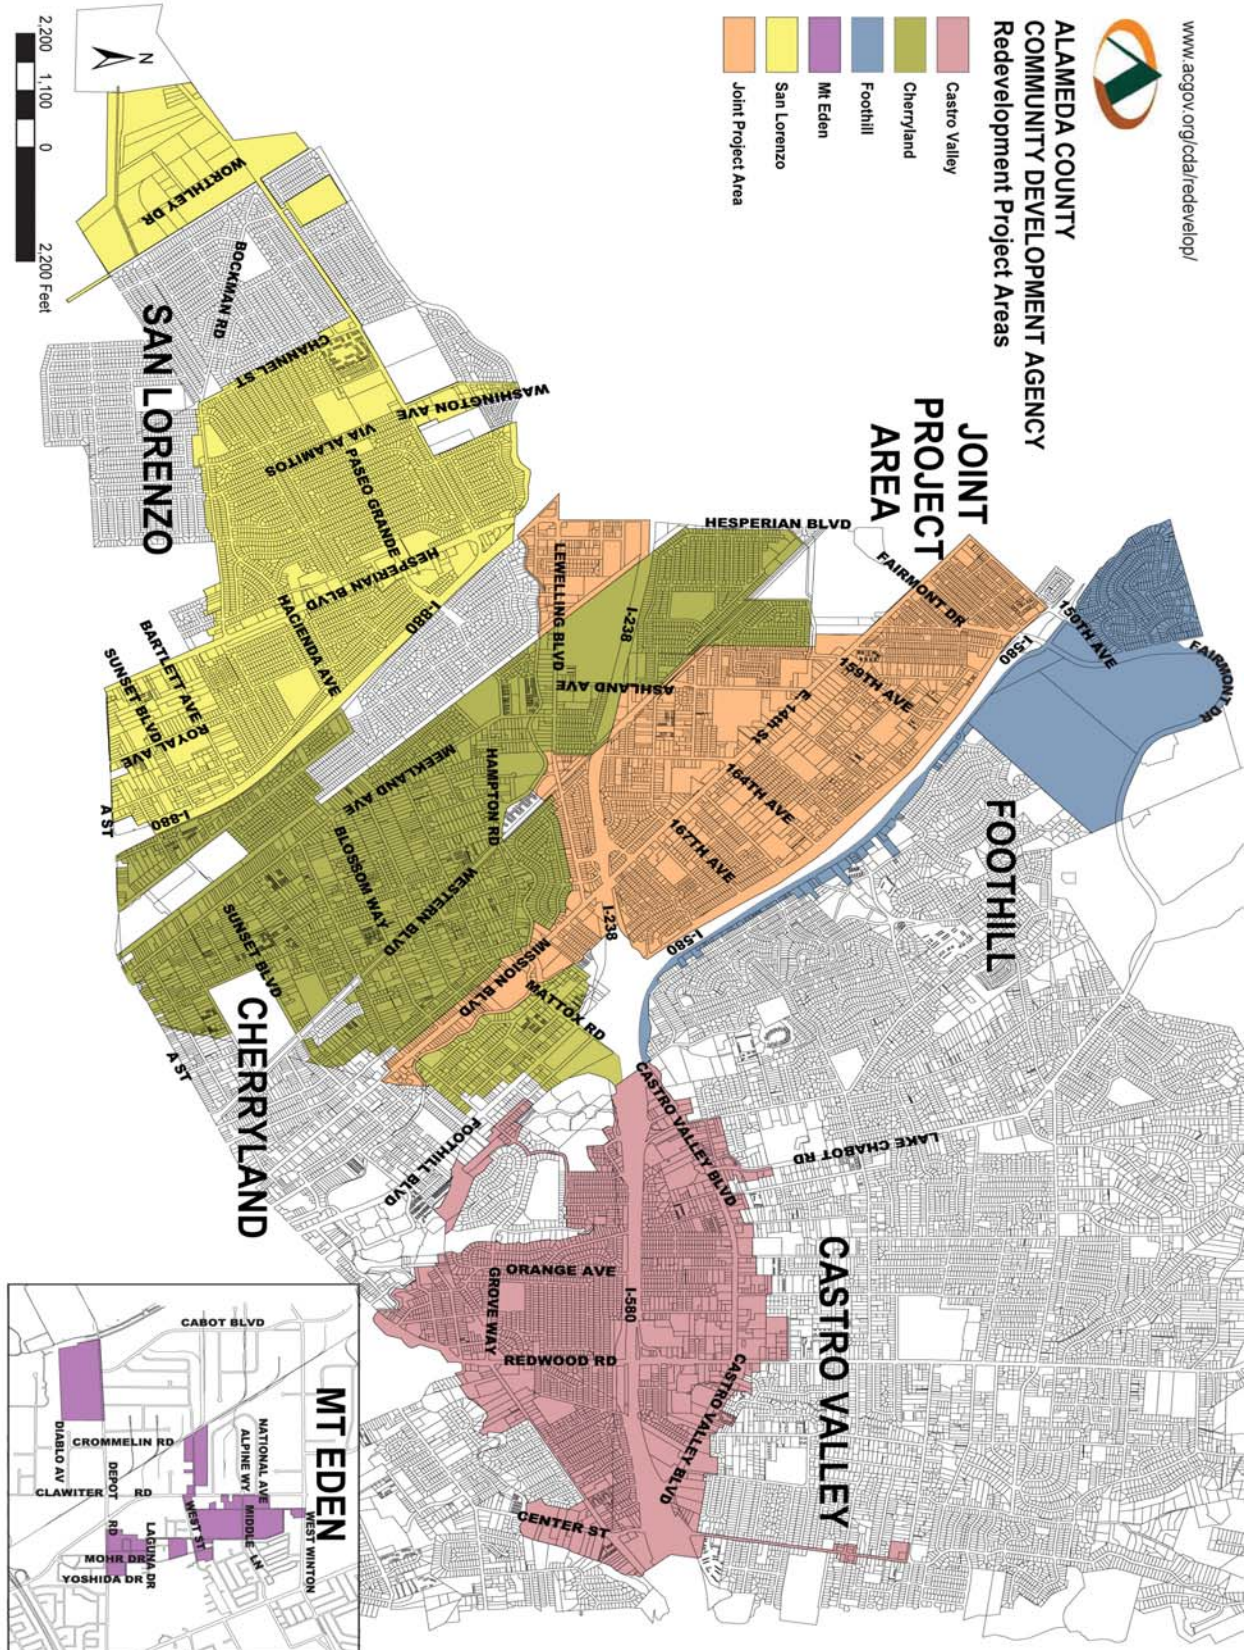 www.acgov.org/cda/redevelop/
ALAMEDA COUNTY
COMMUNITY DEVELOPMENT AGENCY
Redevelopment Project Areas
Castro Valley
Cherryland
Foothill
Mt Eden
San Lorenzo
Joint Project Area
N
2,200 1,100 0 2,200 Feet
JOINT
PROJECT
AREA
FOOTHILL
CASTRO VALLEY
SAN LORENZO
CHERRYLAND
MT EDEN
WORTHLEY DR
BOCKMAN RD
CHANNEL ST
WASHINGTON AVE
VIA ALAMITOS
PASEO GRANDE
HESPERIAN BLVD
HACIENDA AVE
I-880
BARTLETT AVE
SUNSET BLVD
ROYAL AVE
A ST
I-880
HESPERIAN BLVD
LEWELLING BLVD
I-238
ASHLAND AVE
FAIRMONT DR
159TH AVE
E 14th St
164TH AVE
167TH AVE
I-580
150TH AVE
FAIRMONT DR
I-580
I-238
MEEKLAND AVE
HAMPTON RD
BLOSSOM WAY
WESTERN BLVD
SUNSET BLVD
MISSION BLVD
MATTOX RD
A ST
FOOTHILL BLVD
CASTRO VALLEY BLVD
LAKE CHABOT RD
ORANGE AVE
GROVE WAY
I-580
REDWOOD RD
CASTRO VALLEY BLVD
CENTER ST
CABOT BLVD
DIABLO AV
CROMMELIN RD
CLAWITER RD
DEPOT RD
NATIONAL AVE
ALPINE WY
WEST ST
MIDDLE LN
WEST WINTON
LAGUNA DR
MOHR DR
YOSHIDA DR